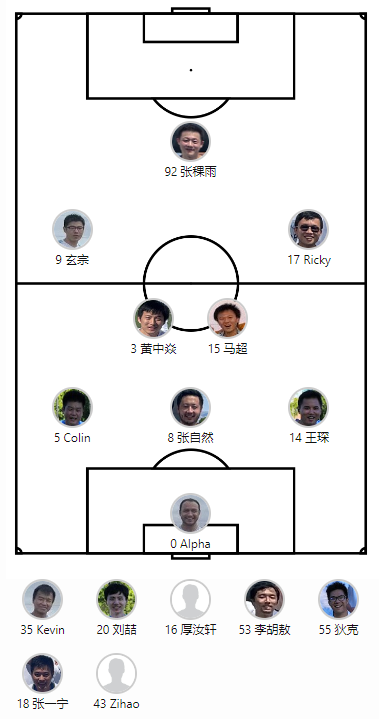 92 张稞雨
9 玄宗
17 Ricky
3 黄中焱
15 马超
5 Colin
8 张自然
14 王琛
0 Alpha
35 Kevin
20 刘喆
16 厚汝轩
53 李胡敖
55 狄克
18 张一宁
43 Zihao